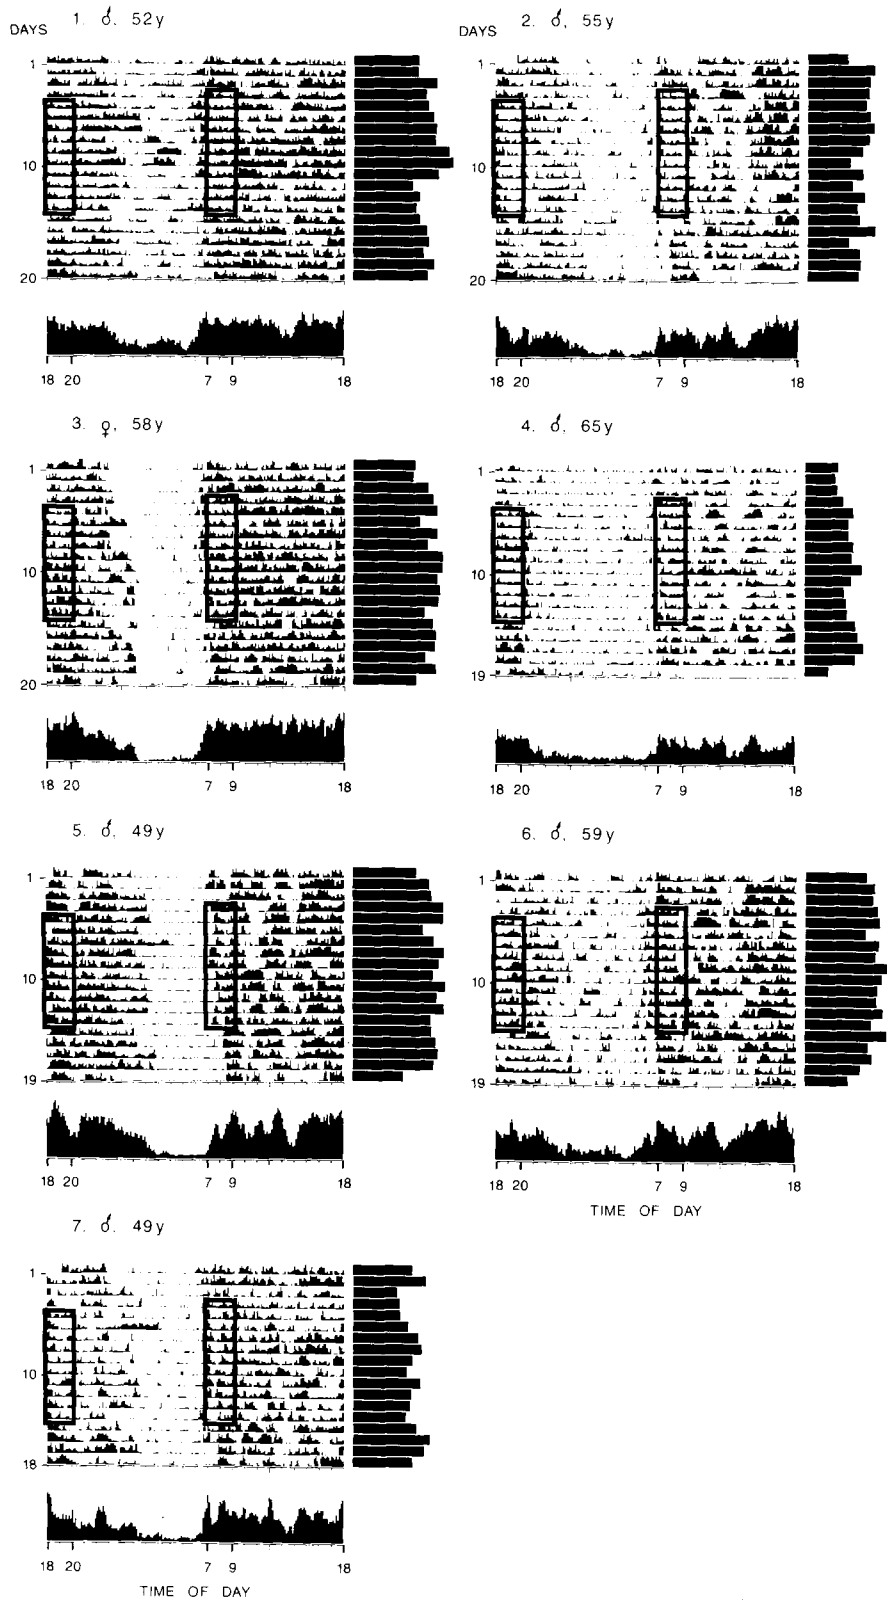 1. ♂, 52y
2. ♂, 55y
DAYS
DAYS
1
10
20
1
10
20
18 20 7 9 18
18 20 7 9 18
3. ♀, 58y
4. ♂, 65y
1
10
20
1
10
19
18 20 7 9 18
18 20 7 9 18
5. ♂, 49y
6. ♂, 59y
1
10
19
1
10
19
18 20 7 9 18
18 20 7 9 18
TIME OF DAY
7. ♂, 49y
1
10
18
18 20 7 9 18
TIME OF DAY